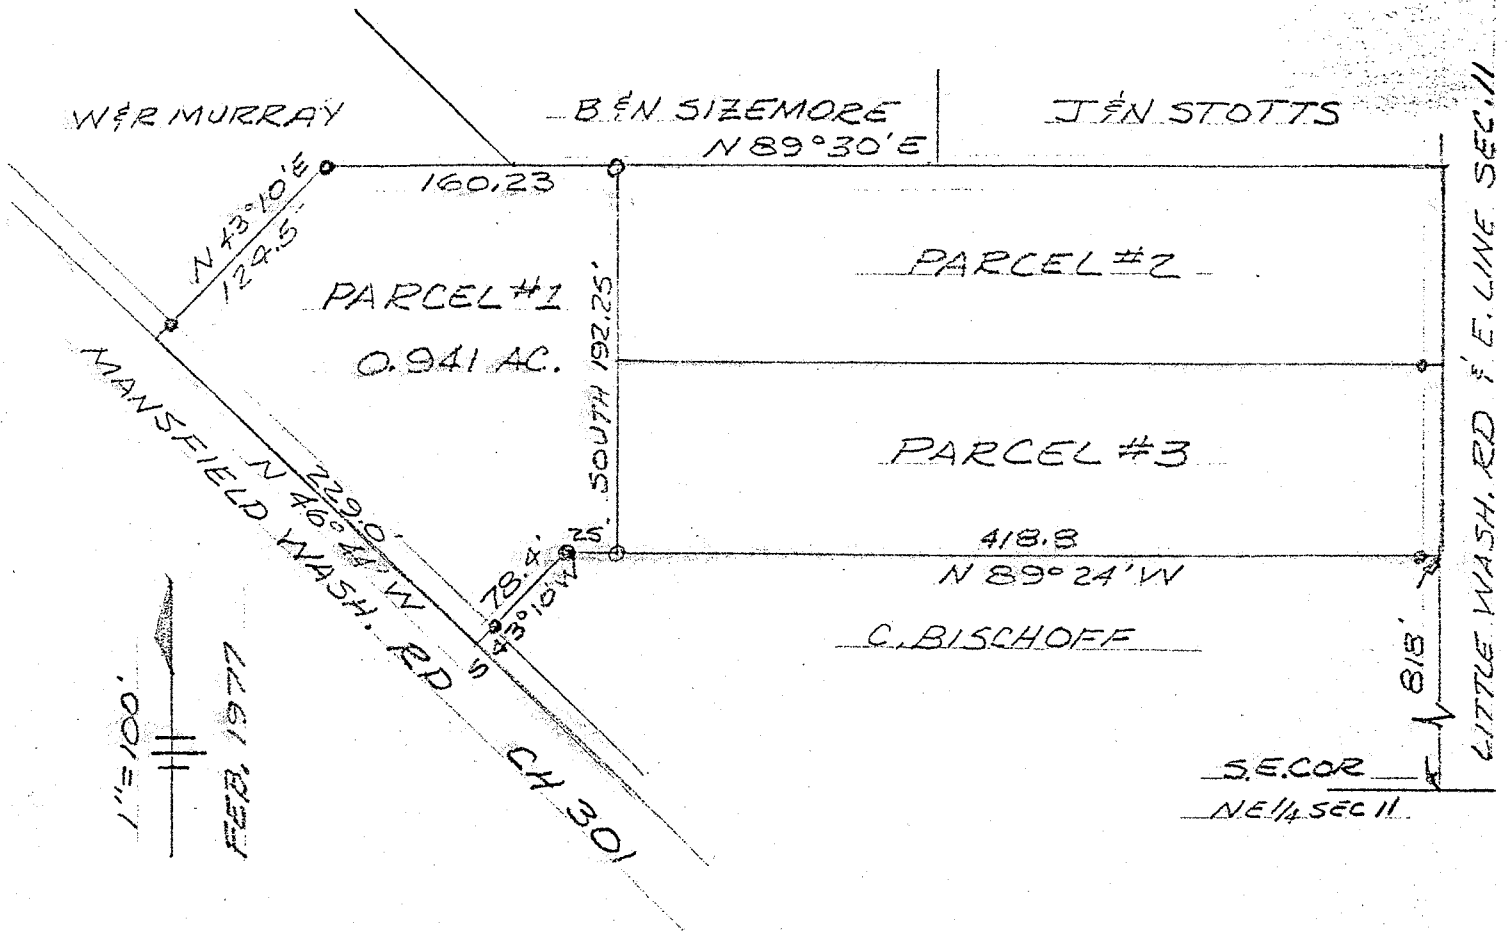 W & R MURRAY
B & N SIZEMORE
J & N STOTTS
N 89°30' E
160.23
N 43°10' E
124.5'
PARCEL #1
0.941 AC.
SOUTH 192.25'
PARCEL #2
PARCEL #3
LITTLE WASH. RD & E. LINE SEC. 11
MANSFIELD WASH. RD CH 301
229.0'
N 46°44' W
78.4'
S 43°10' W
25.
418.8
N 89°24' W
C. BISCHOFF
818'
S.E. COR
NE 1/4 SEC 11
1"=100'
FEB. 1977